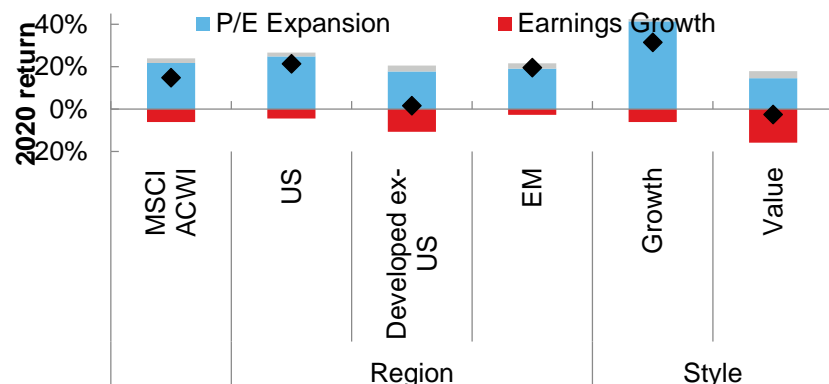 P/E Expansion
Earnings Growth
2020 return
40%
20%
0%
20%
MSCI
ACWI
US
Developed ex-
US
EM
Growth
Value
Region
Style